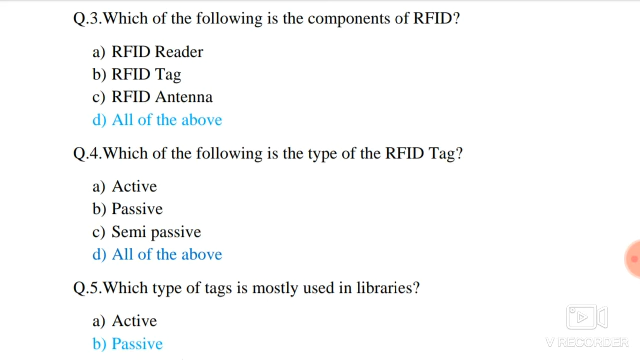 Q.3.Which of the following is the components of RFID?
a) RFID Reader
b) RFID Tag
c) RFID Antenna
d) All of the above
Q.4.Which of the following is the type of the RFID Tag?
a) Active
b) Passive
c) Semi passive
d) All of the above
Q.5.Which type of tags is mostly used in libraries?
a) Active
b) Passive
V RECORDER